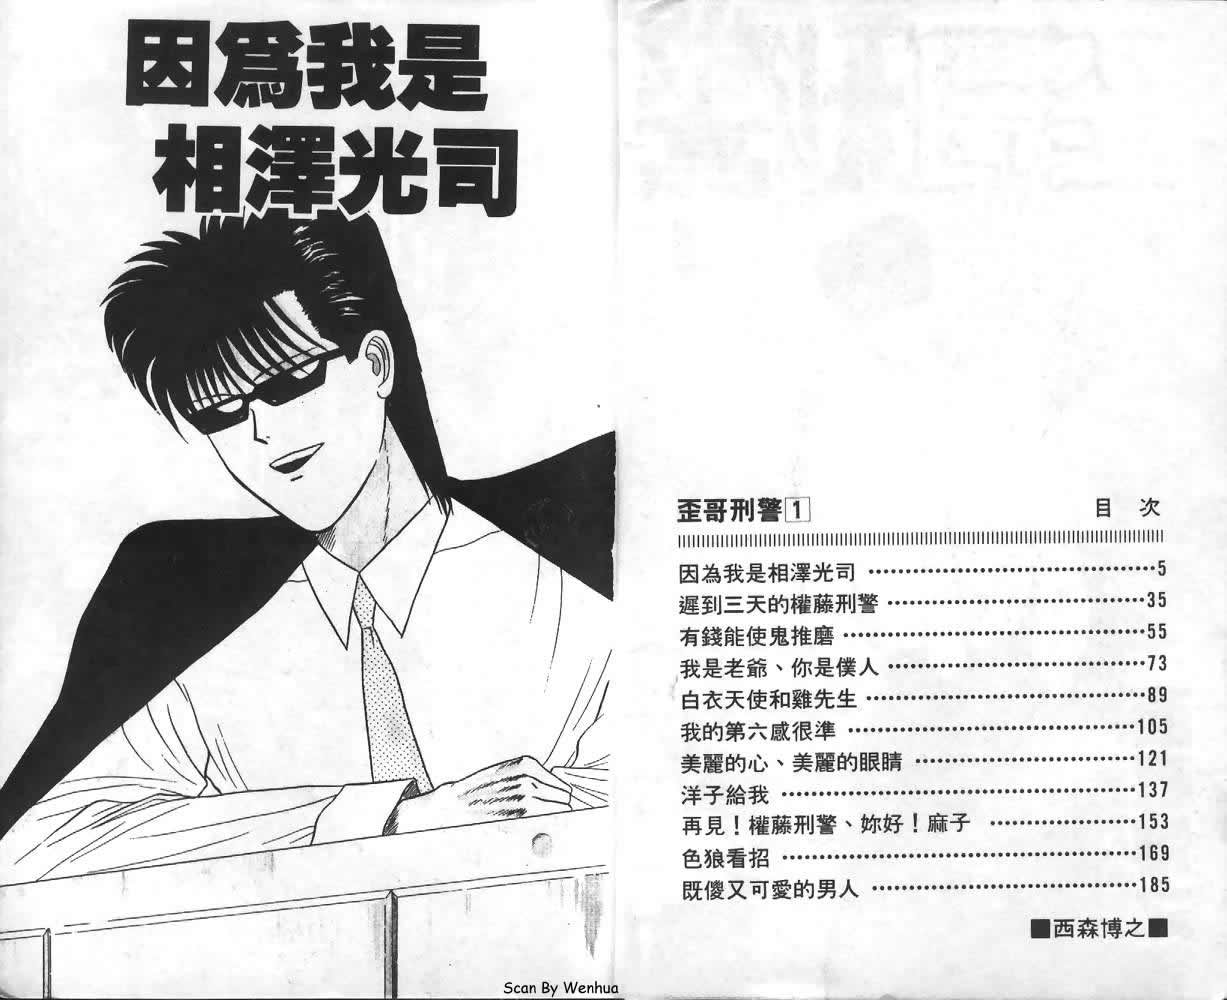 因爲我是
相澤光司
歪哥刑警1 目 次
因為我是相澤光司 5
遲到三天的權藤刑警 35
有錢能使鬼推磨 55
我是老爺、你是僕人 73
白衣天使和雞先生 89
我的第六感很準 105
美麗的心、美麗的眼睛 121
洋子給我 137
再見！權藤刑警、妳好！麻子 153
色狼看招 169
既傻又可愛的男人 185
■西森博之■
Scan By Wenhua